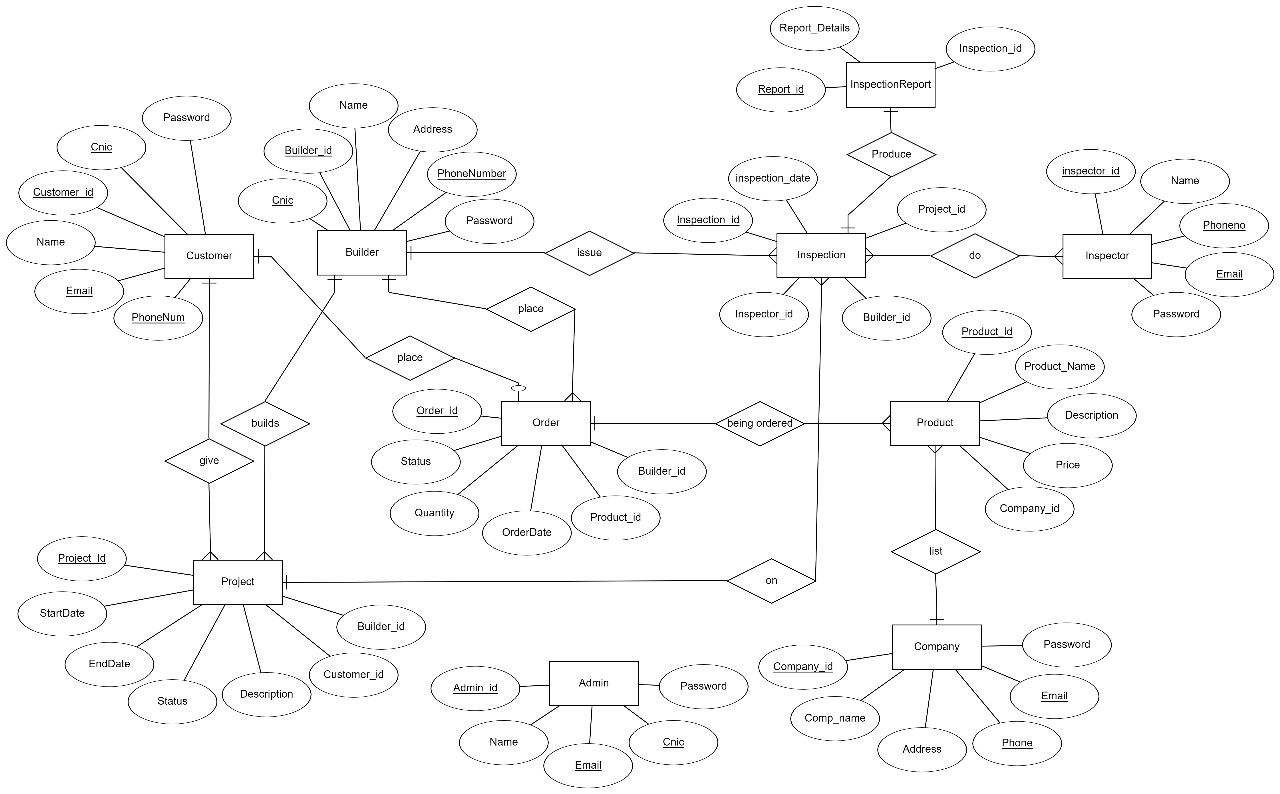 Report_Details
Inspection_id
InspectionReport
Report_id
Produce
Password
Cnic
Customer_id
Name
Email
PhoneNum
Customer
Name
Address
Builder_id
PhoneNumber
Cnic
Password
Builder
issue
inspection_date
Inspection_id
Project_id
Inspection
Inspector_id
Builder_id
do
inspector_id
Name
Phoneno
Email
Password
Inspector
place
place
builds
give
Order_id
Order
Status
Quantity
OrderDate
Product_id
Builder_id
being ordered
Product_id
Product_Name
Description
Price
Company_id
Product
list
on
Project_Id
Project
StartDate
EndDate
Status
Description
Customer_id
Builder_id
Admin_id
Admin
Password
Name
Email
Cnic
Company_id
Company
Password
Email
Comp_name
Address
Phone